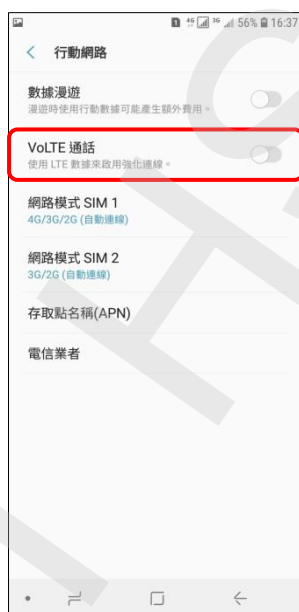 1 4G 3G 56% 16:37
行動網路
數據漫遊
漫遊時使用行動數據可能產生額外費用。
VoLTE 通話
使用 LTE 數據來啟用強化連線。
網路模式 SIM 1
4G/3G/2G (自動連線)
網路模式 SIM 2
3G/2G (自動連線)
存取點名稱(APN)
電信業者